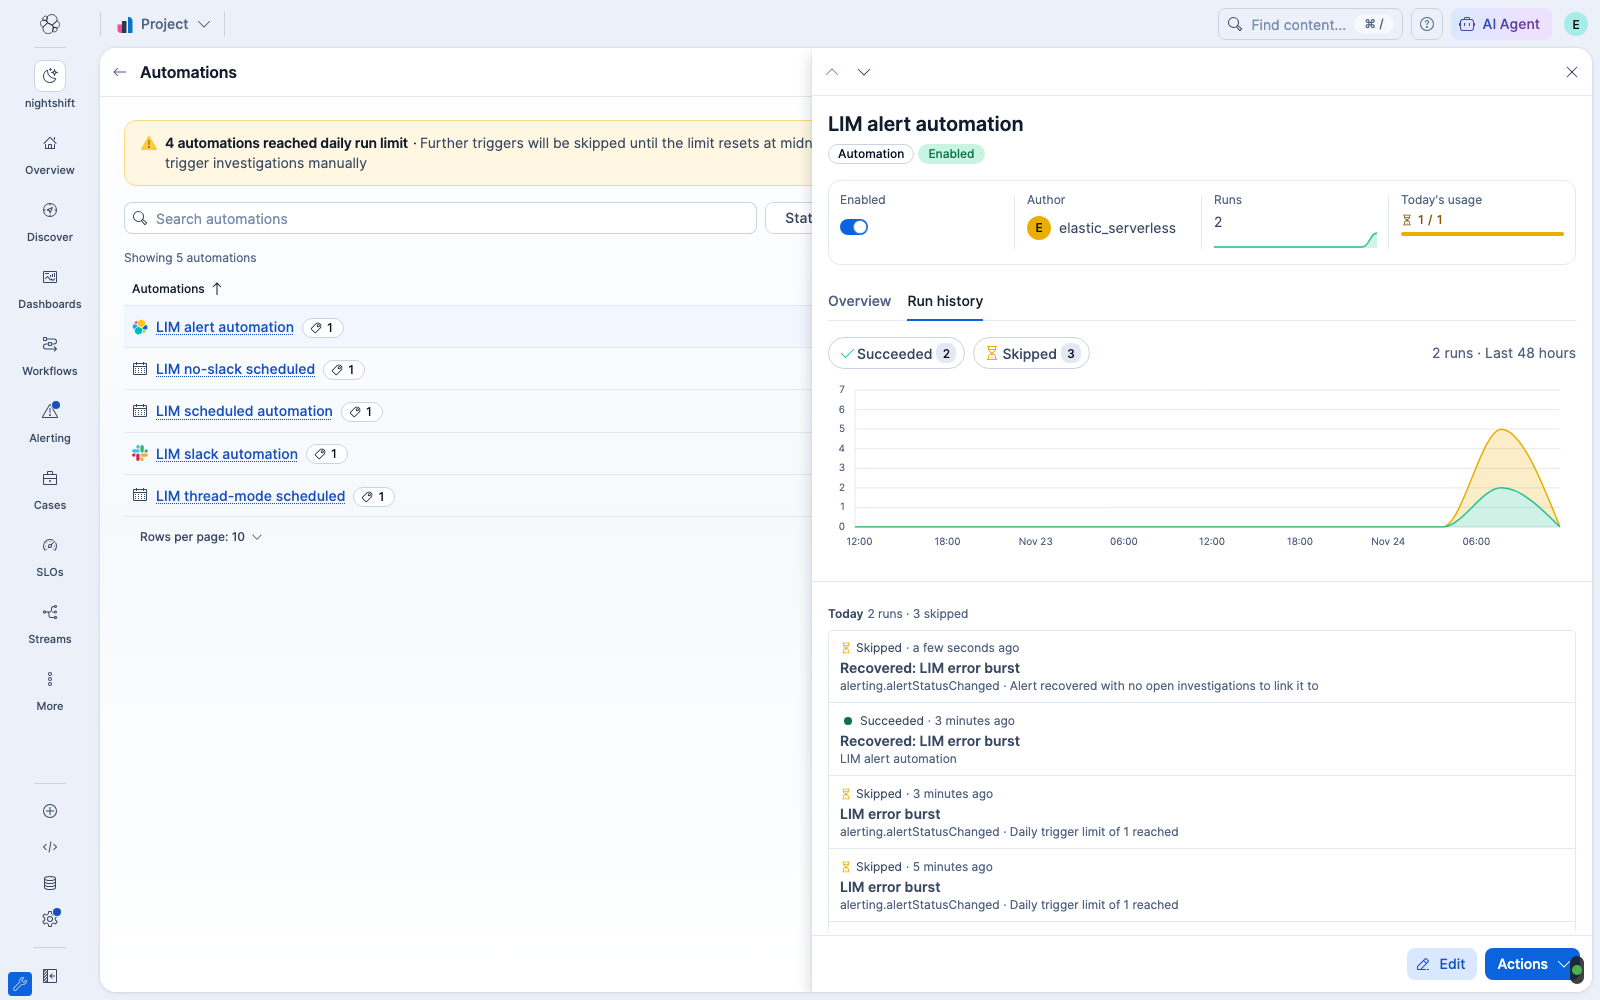 Project
Find content...
⌘ /
AI Agent
E
nightshift
Overview
Discover
Dashboards
Workflows
Alerting
Cases
SLOs
Streams
More
Automations
4 automations reached daily run limit · Further triggers will be skipped until the limit resets at midn
trigger investigations manually
Search automations
Stat
Showing 5 automations
Automations
LIM alert automation 1
LIM no-slack scheduled 1
LIM scheduled automation 1
LIM slack automation 1
LIM thread-mode scheduled 1
Rows per page: 10
LIM alert automation
Automation Enabled
Enabled
Author
E elastic_serverless
Runs
2
Today's usage
1 / 1
Overview Run history
Succeeded 2 Skipped 3
2 runs · Last 48 hours
7
6
5
4
3
2
1
0
12:00 18:00 Nov 23 06:00 12:00 18:00 Nov 24 06:00
Today 2 runs · 3 skipped
Skipped · a few seconds ago
Recovered: LIM error burst
alerting.alertStatusChanged · Alert recovered with no open investigations to link it to
Succeeded · 3 minutes ago
Recovered: LIM error burst
LIM alert automation
Skipped · 3 minutes ago
LIM error burst
alerting.alertStatusChanged · Daily trigger limit of 1 reached
Skipped · 5 minutes ago
LIM error burst
alerting.alertStatusChanged · Daily trigger limit of 1 reached
Edit
Actions